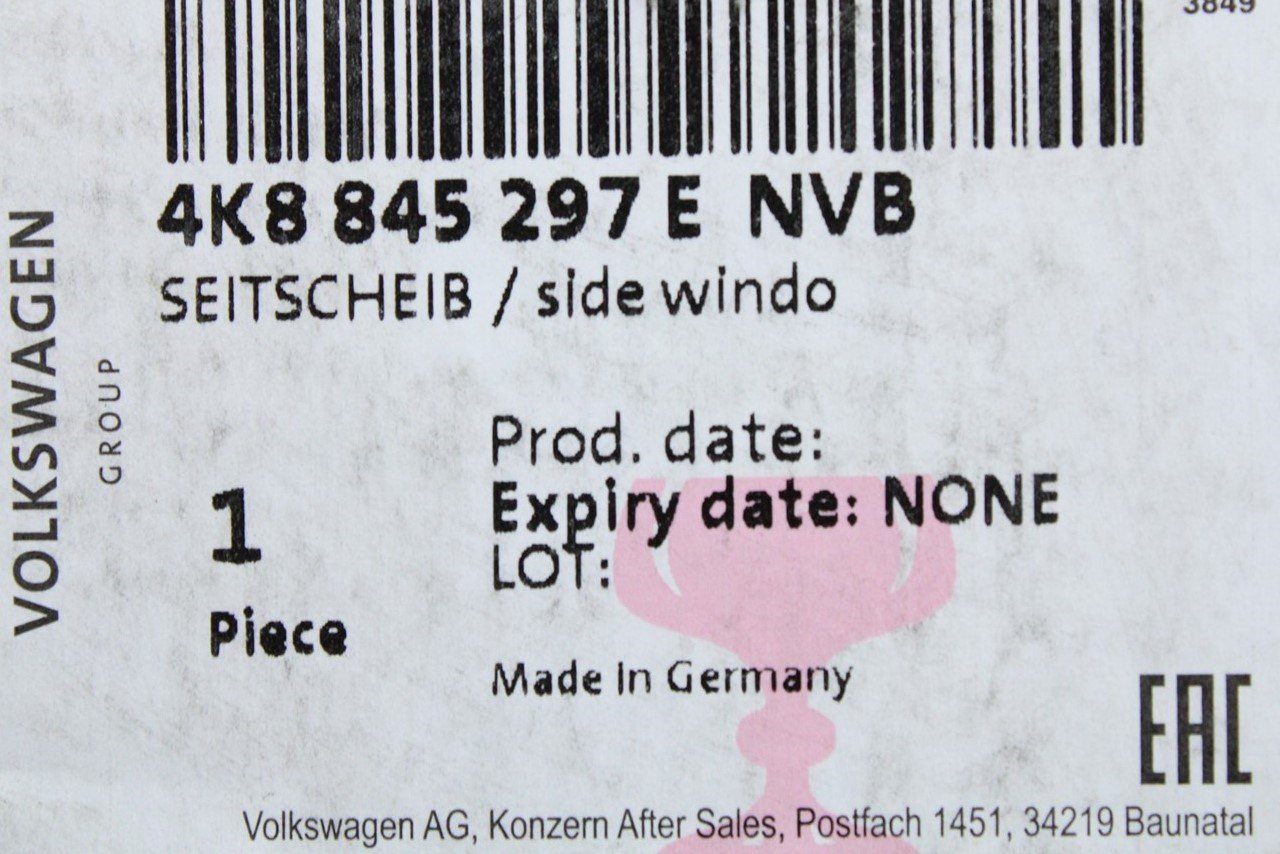 3849
4K8 845 297 E NVB
SEITSCHEIB / side windo
VOLKSWAGEN
GROUP
Prod. date:
Expiry date: NONE
LOT:
1
Piece
Made In Germany
EAC
Volkswagen AG, Konzern After Sales, Postfach 1451, 34219 Baunatal